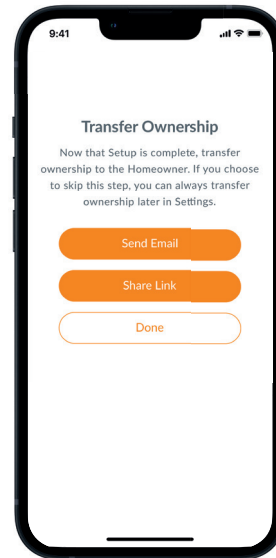 9:41
Transfer Ownership
Now that Setup is complete, transfer
ownership to the Homeowner. If you choose
to skip this step, you can always transfer
ownership later in Settings.
Send Email
Share Link
Done